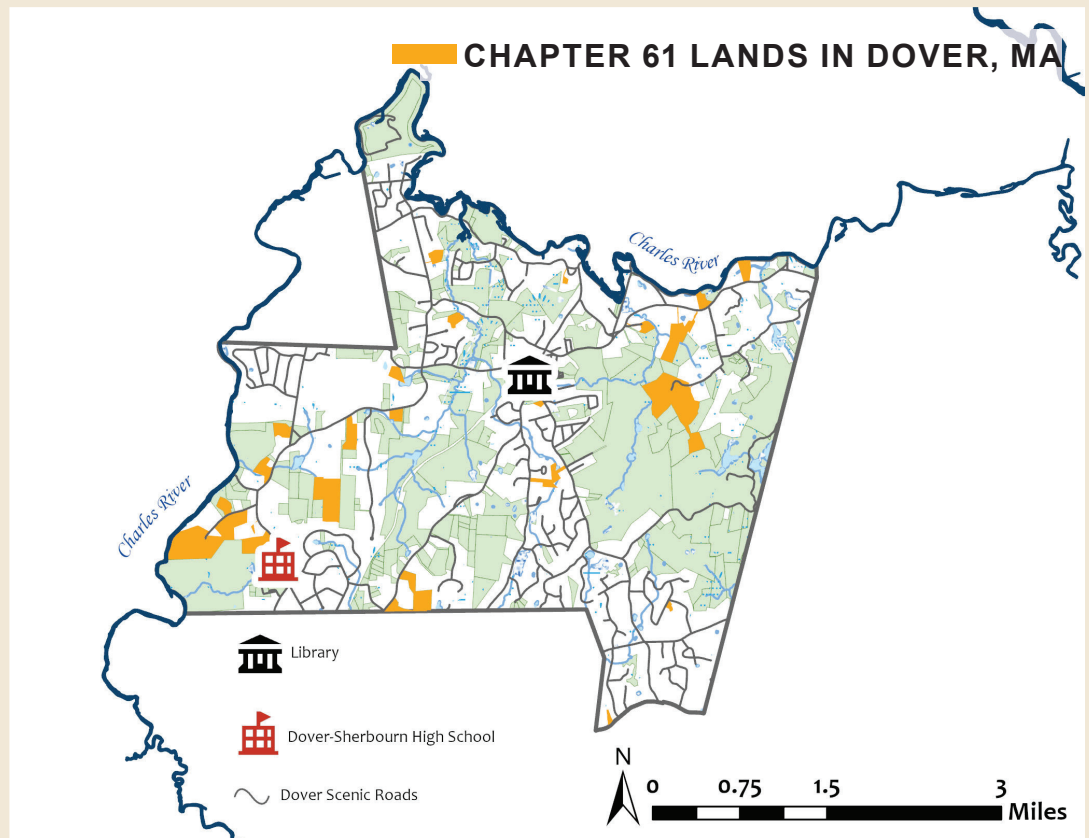 CHAPTER 61 LANDS IN DOVER, MA
Charles River
Charles River
Library
Dover-Sherbourn High School
Dover Scenic Roads
N
0 0.75 1.5 3
Miles